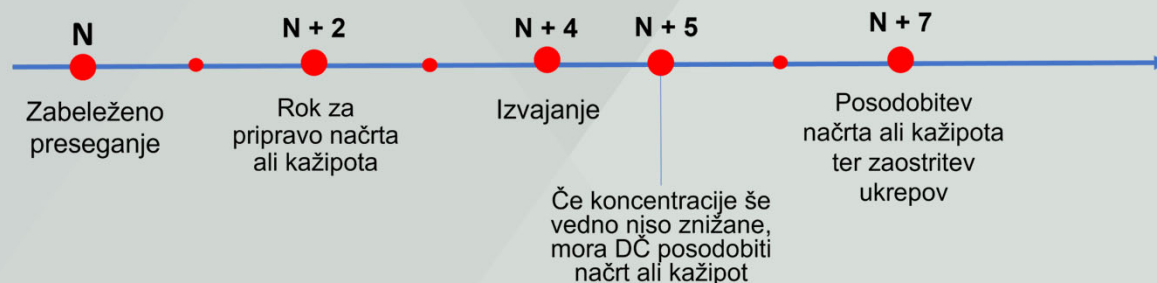 N
N + 2
N + 4
N + 5
N + 7
Zabeleženo
preseganje
Rok za
pripravo načrta
ali kažipota
Izvajanje
Če koncentracije še
vedno niso znižane,
mora DČ posodobiti
načrt ali kažipot
Posodobitev
načrta ali kažipota
ter zaostritev
ukrepov